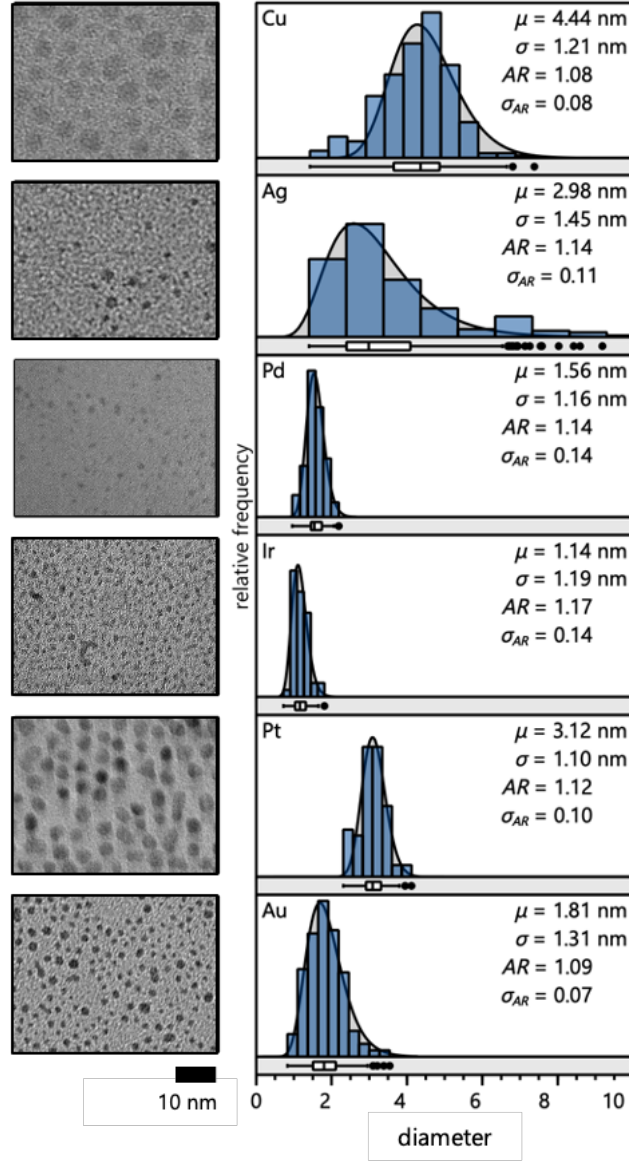 Cu
μ = 4.44 nm
σ = 1.21 nm
AR = 1.08
σAR = 0.08
Ag
μ = 2.98 nm
σ = 1.45 nm
AR = 1.14
σAR = 0.11
Pd
μ = 1.56 nm
σ = 1.16 nm
AR = 1.14
σAR = 0.14
relative frequency
Ir
μ = 1.14 nm
σ = 1.19 nm
AR = 1.17
σAR = 0.14
Pt
μ = 3.12 nm
σ = 1.10 nm
AR = 1.12
σAR = 0.10
Au
μ = 1.81 nm
σ = 1.31 nm
AR = 1.09
σAR = 0.07
10 nm
0 2 4 6 8 10
diameter